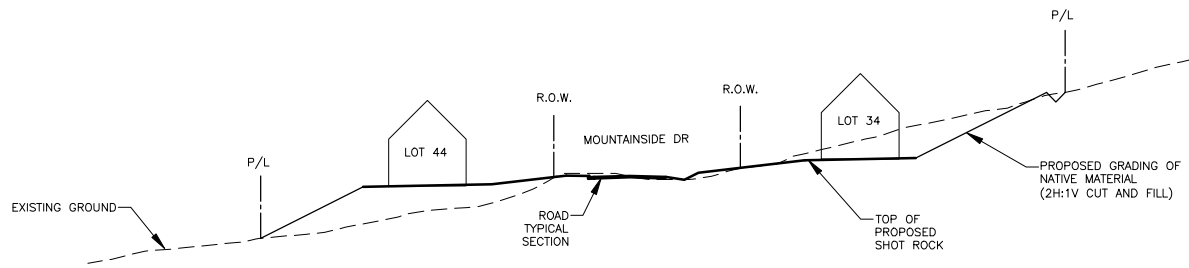 P/L
R.O.W.
R.O.W.
LOT 34
MOUNTAINSIDE DR
LOT 44
P/L
PROPOSED GRADING OF
NATIVE MATERIAL
(2H:1V CUT AND FILL)
EXISTING GROUND
ROAD
TYPICAL
SECTION
TOP OF
PROPOSED
SHOT ROCK